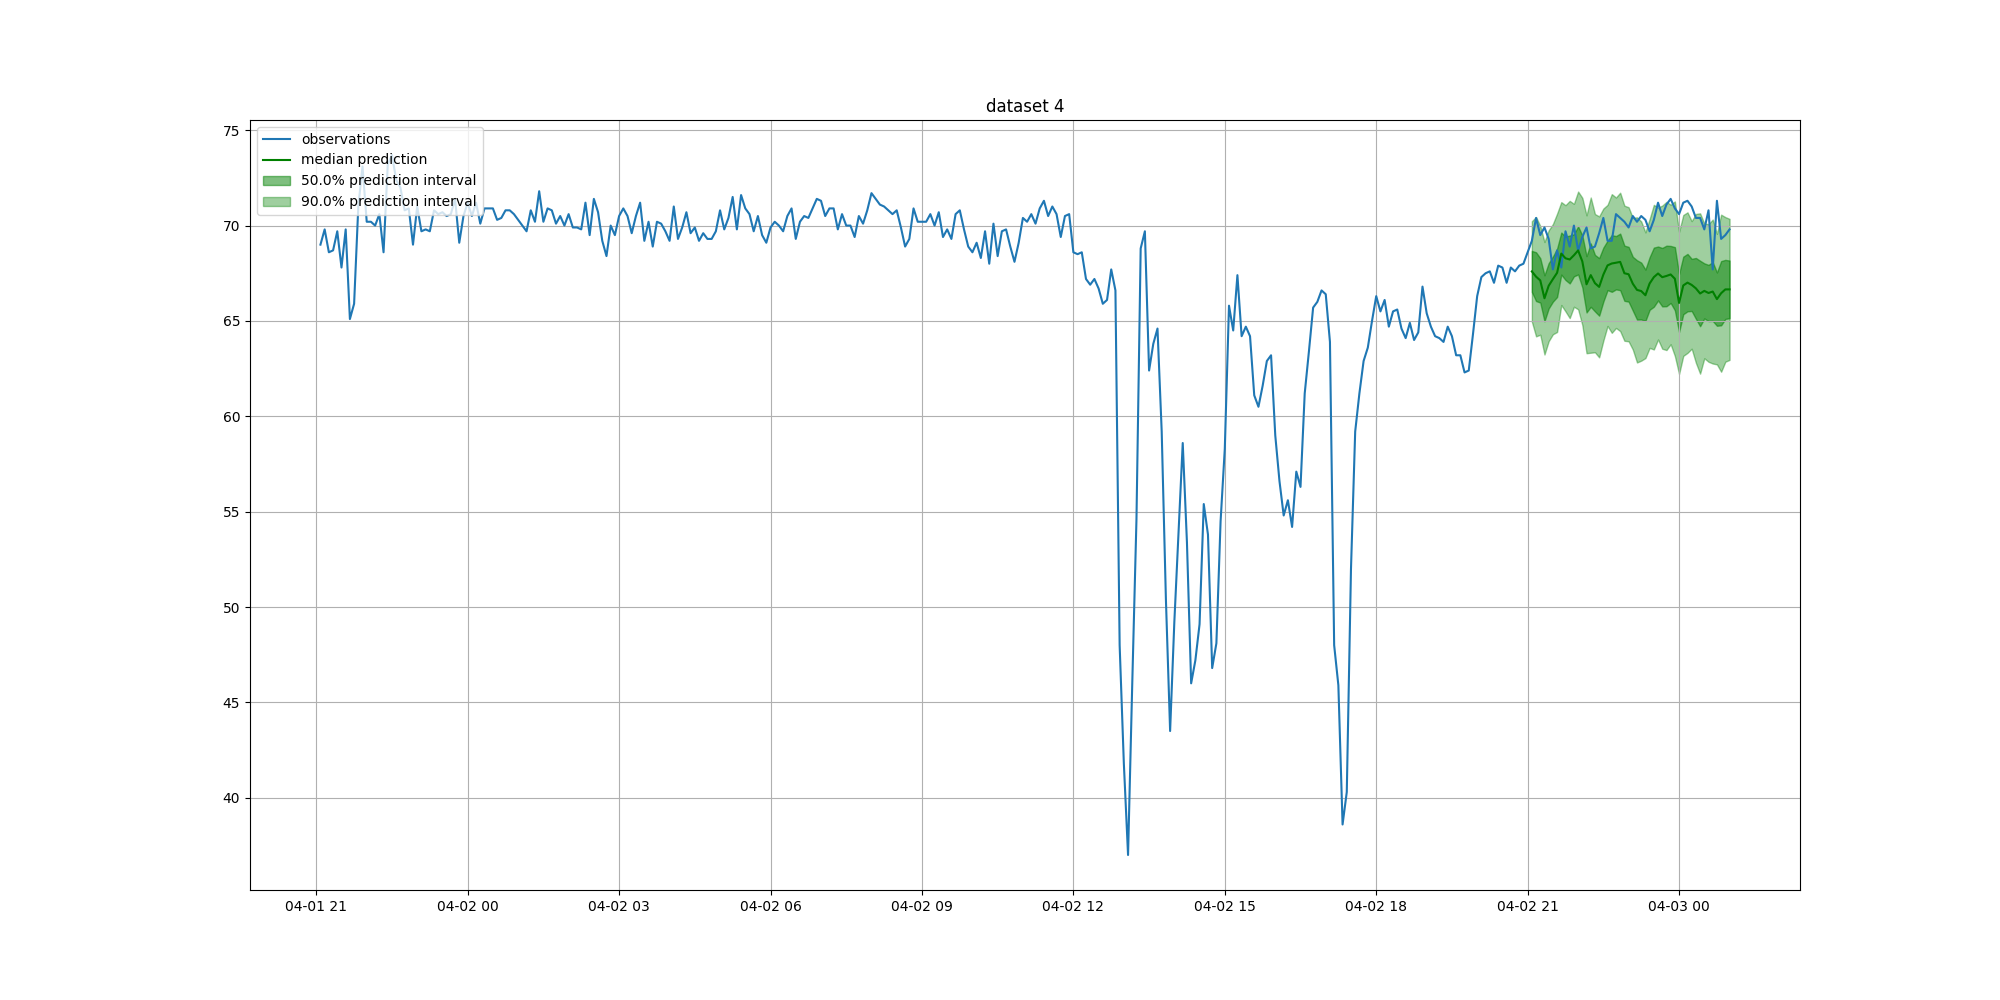 dataset 4
75
observations
median prediction
50.0% prediction interval
90.0% prediction interval
70
65
60
55
50
45
40
04-01 21 04-02 00 04-02 03 04-02 06 04-02 09 04-02 12 04-02 15 04-02 18 04-02 21 04-03 00